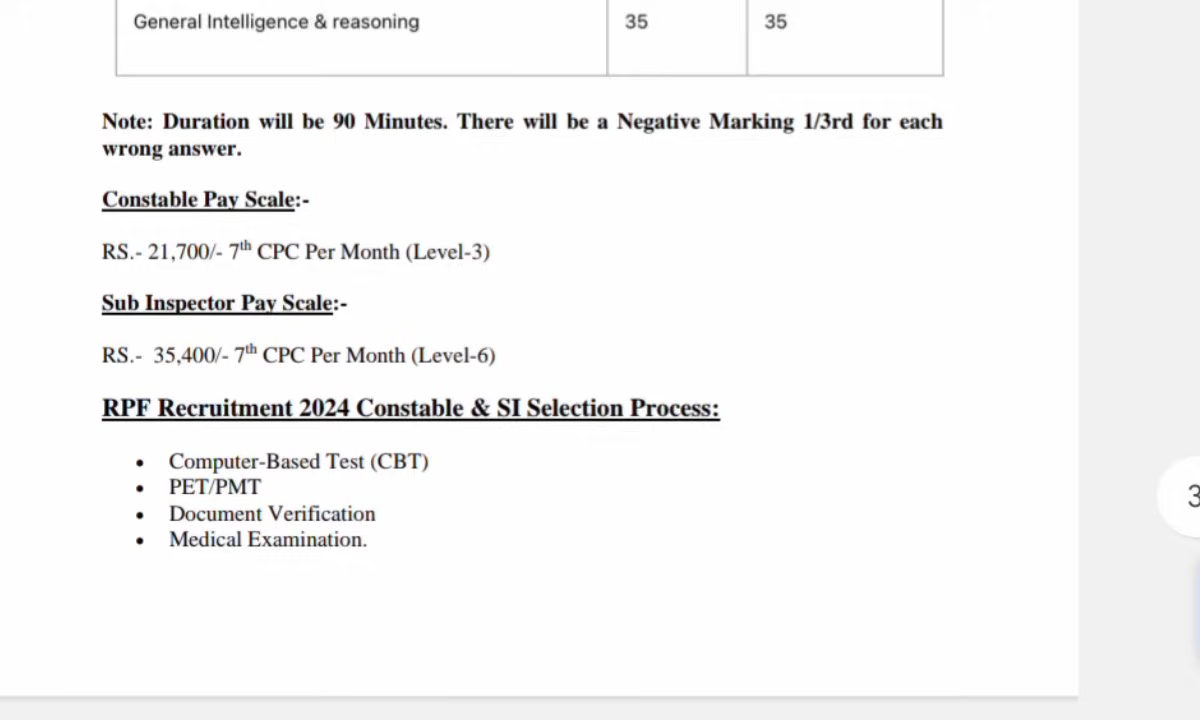 General Intelligence & reasoning 35 35
Note: Duration will be 90 Minutes. There will be a Negative Marking 1/3rd for each
wrong answer.
Constable Pay Scale:-
RS.- 21,700/- 7th CPC Per Month (Level-3)
Sub Inspector Pay Scale:-
RS.- 35,400/- 7th CPC Per Month (Level-6)
RPF Recruitment 2024 Constable & SI Selection Process:
• Computer-Based Test (CBT)
• PET/PMT
• Document Verification
• Medical Examination.
3